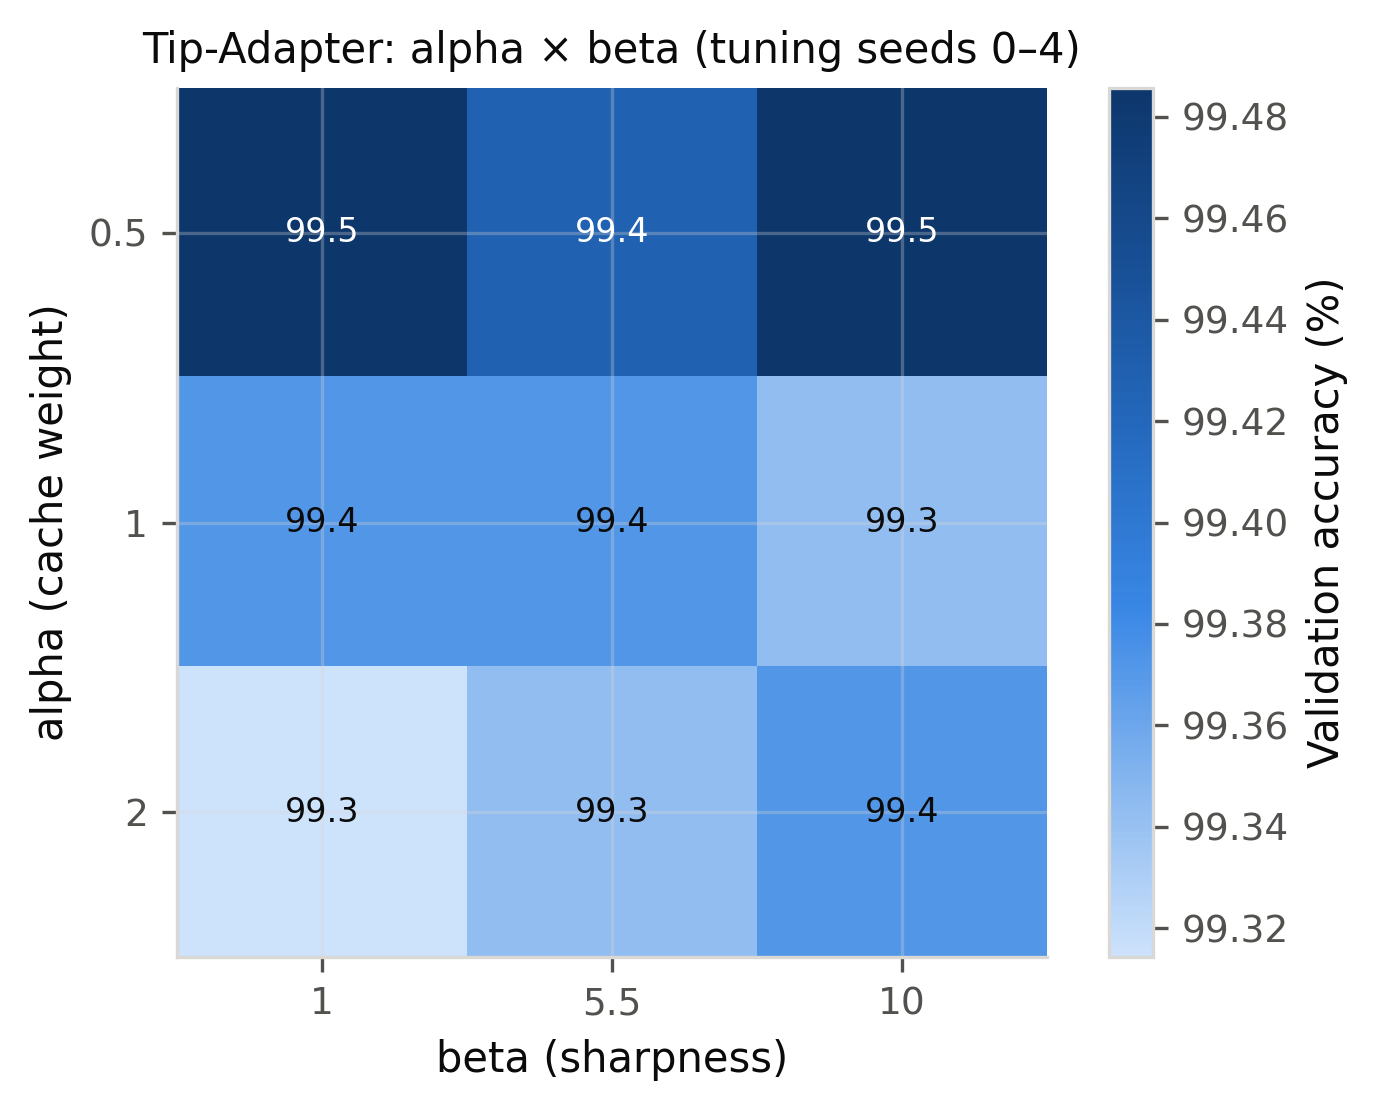 Tip-Adapter: alpha × beta (tuning seeds 0–4)
alpha (cache weight)
0.5
1
2
99.5 99.4 99.5
99.4 99.4 99.3
99.3 99.3 99.4
1 5.5 10
beta (sharpness)
99.48
99.46
99.44
99.42
99.40
99.38
99.36
99.34
99.32
Validation accuracy (%)